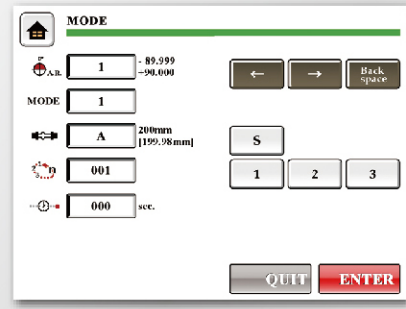 MODE
A.R. 1 - 89.999
+90.000
MODE 1
A 200mm
[199.98mm]
n 001
000 sec.
← → Back
space
S
1 2 3
QUIT ENTER